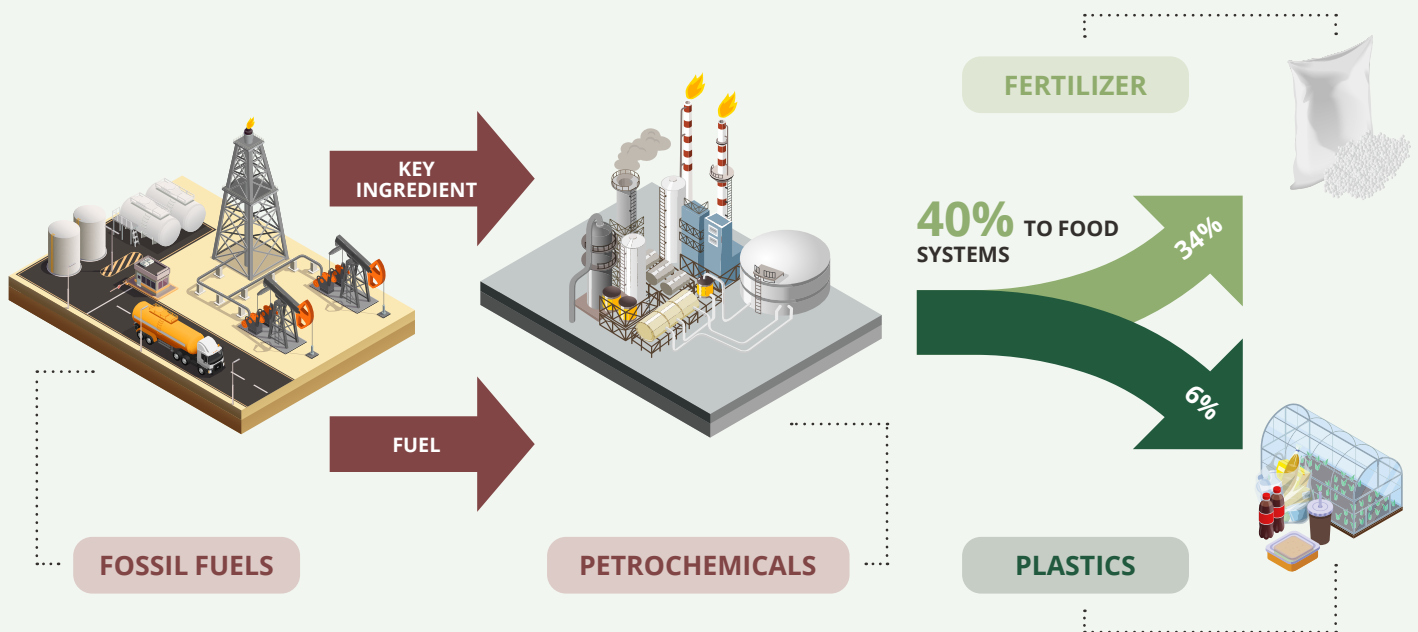 KEY
INGREDIENT
FUEL
FOSSIL FUELS
PETROCHEMICALS
40% TO FOOD
SYSTEMS
FERTILIZER
34%
6%
PLASTICS